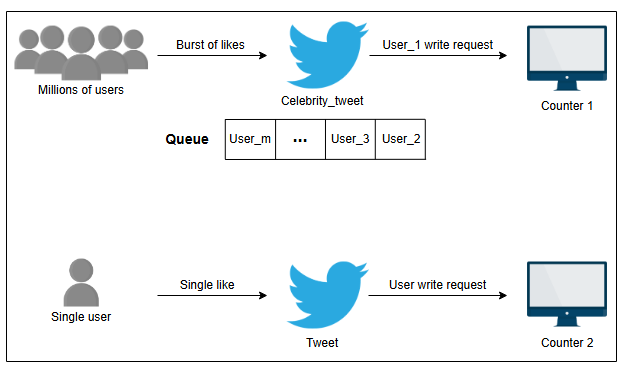 Burst of likes
User_1 write request
Millions of users
Celebrity_tweet
Counter 1
Queue
User_m
...
User_3
User_2
Single like
User write request
Single user
Tweet
Counter 2